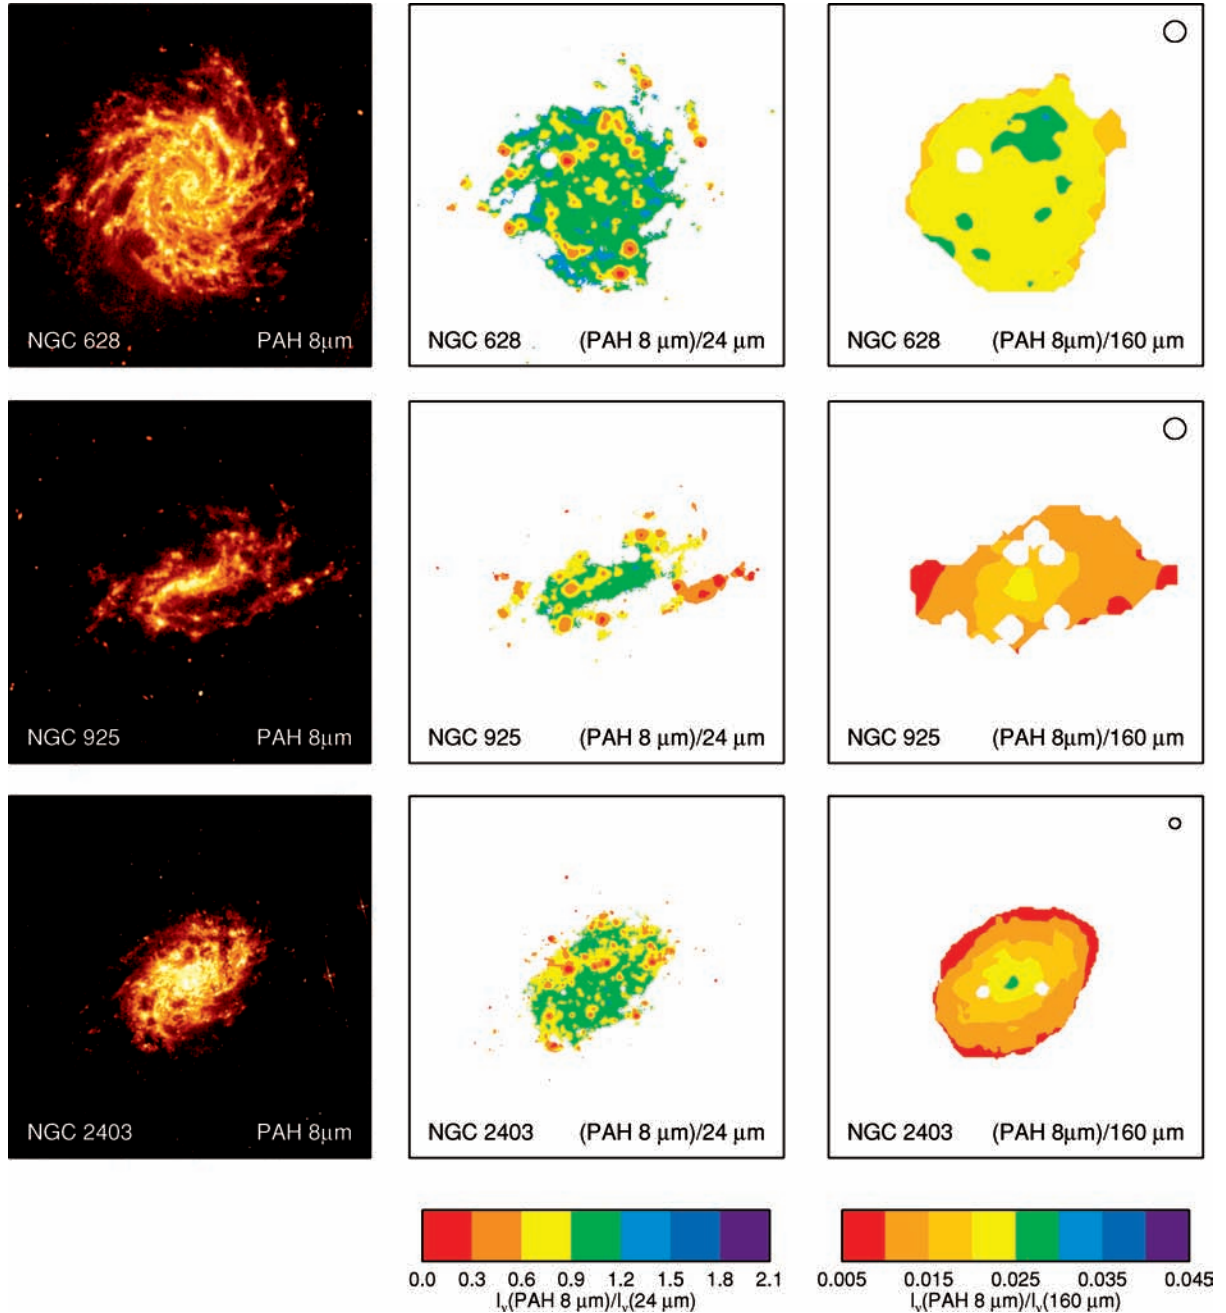 NGC 628 PAH 8μm
NGC 628 (PAH 8 μm)/24 μm
NGC 628 (PAH 8μm)/160 μm
NGC 925 PAH 8μm
NGC 925 (PAH 8 μm)/24 μm
NGC 925 (PAH 8μm)/160 μm
NGC 2403 PAH 8μm
NGC 2403 (PAH 8 μm)/24 μm
NGC 2403 (PAH 8μm)/160 μm
0.0 0.3 0.6 0.9 1.2 1.5 1.8 2.1
Iν(PAH 8 μm)/Iν(24 μm)
0.005 0.015 0.025 0.035 0.045
Iν(PAH 8 μm)/Iν(160 μm)